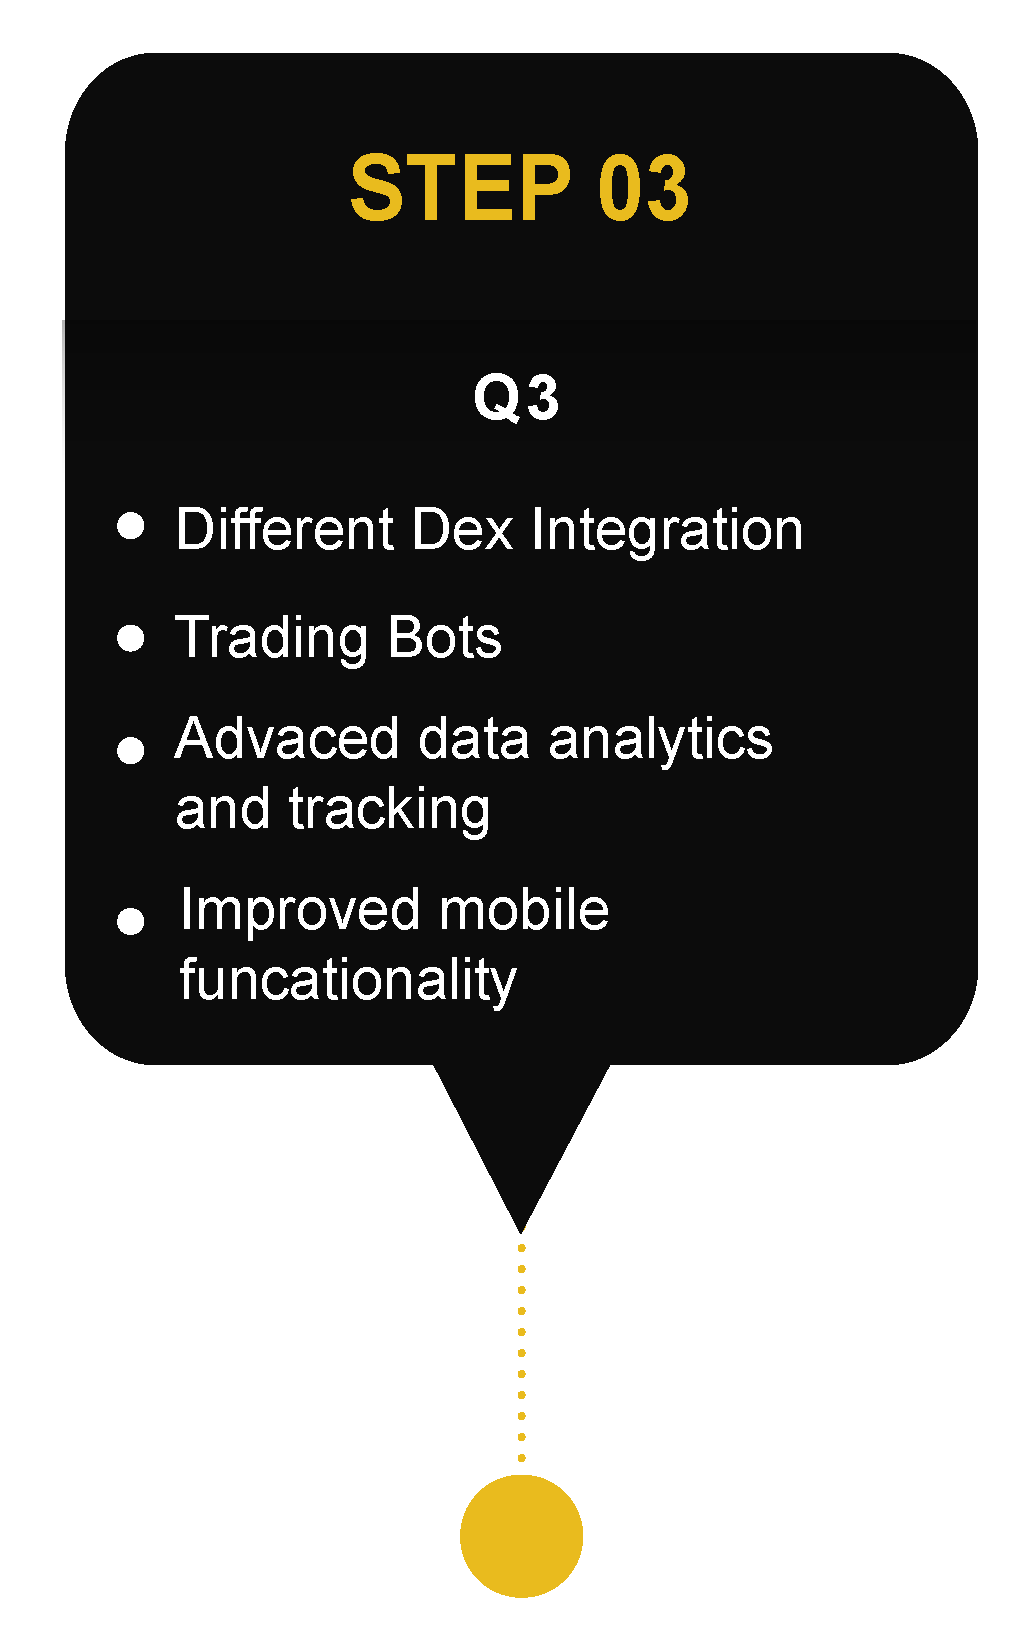 STEP 03
Q3
Different Dex Integration
Trading Bots
Advaced data analytics
and tracking
Improved mobile
funcationality